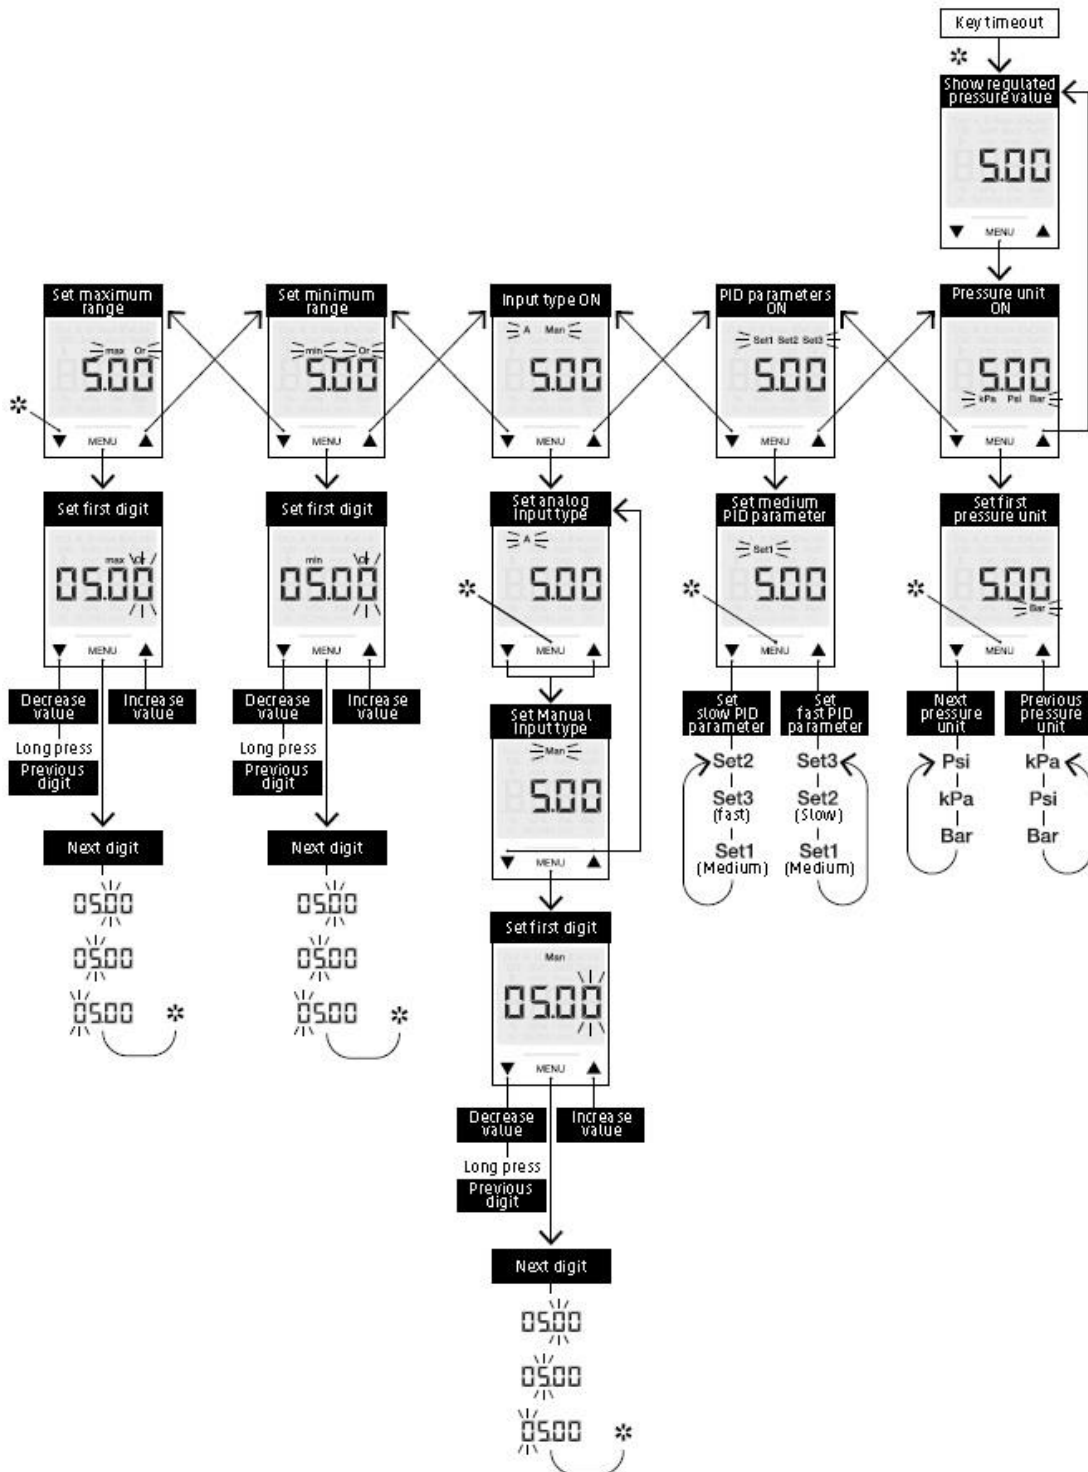 Key timeout
✲
Show regulated
pressure value
5.00
▼ MENU ▲
Set maximum
range
max Or
5.00
✲
▼ MENU ▲
Set minimum
range
min Or
5.00
▼ MENU ▲
Input type ON
A Man
5.00
▼ MENU ▲
PID parameters
ON
Set1 Set2 Set3
5.00
▼ MENU ▲
Pressure unit
ON
5.00
kPa Psi Bar
▼ MENU ▲
Set first digit
max Or
05.00
▼ MENU ▲
Decrease
value
Increase
value
Long press
Previous
digit
Next digit
05.00
05.00
05.00 ✲
Set first digit
min Or
05.00
▼ MENU ▲
Decrease
value
Increase
value
Long press
Previous
digit
Next digit
05.00
05.00
05.00 ✲
Set analog
Input type
A
5.00
✲
▼ MENU ▲
Set Manual
Input type
Man
5.00
▼ MENU ▲
Set first digit
Man
05.00
▼ MENU ▲
Decrease
value
Increase
value
Long press
Previous
digit
Next digit
05.00
05.00
05.00 ✲
Set medium
PID parameter
Set1
5.00
✲
▼ MENU ▲
Set
slow PID
parameter
Set2
Set3
(fast)
Set1
(Medium)
Set
fast PID
parameter
Set3
Set2
(Slow)
Set1
(Medium)
Set first
pressure unit
5.00
Bar
✲
▼ MENU ▲
Next
pressure
unit
Psi
kPa
Bar
Previous
pressure
unit
kPa
Psi
Bar